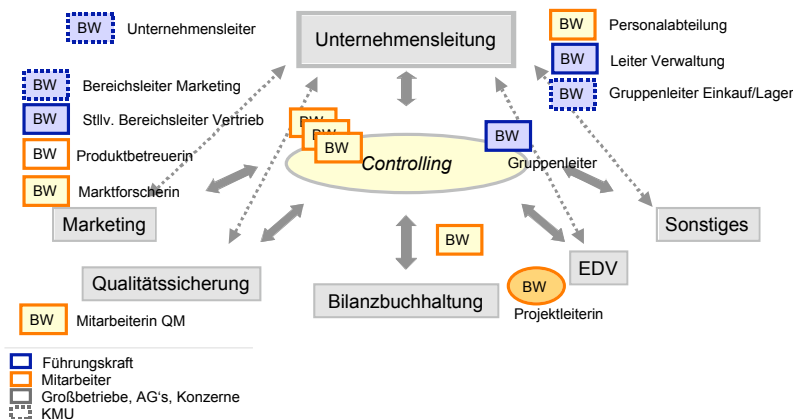 BW Unternehmensleiter
Unternehmensleitung
BW Personalabteilung
BW Leiter Verwaltung
BW Gruppenleiter Einkauf/Lager
BW Bereichsleiter Marketing
BW Stllv. Bereichsleiter Vertrieb
BW Produktbetreuerin
BW Marktforscherin
BW
BW
BW
Controlling
BW
Gruppenleiter
Marketing
Sonstiges
BW
Qualitätssicherung
EDV
Bilanzbuchhaltung
BW
Projektleiterin
BW Mitarbeiterin QM
Führungskraft
Mitarbeiter
Großbetriebe, AG's, Konzerne
KMU